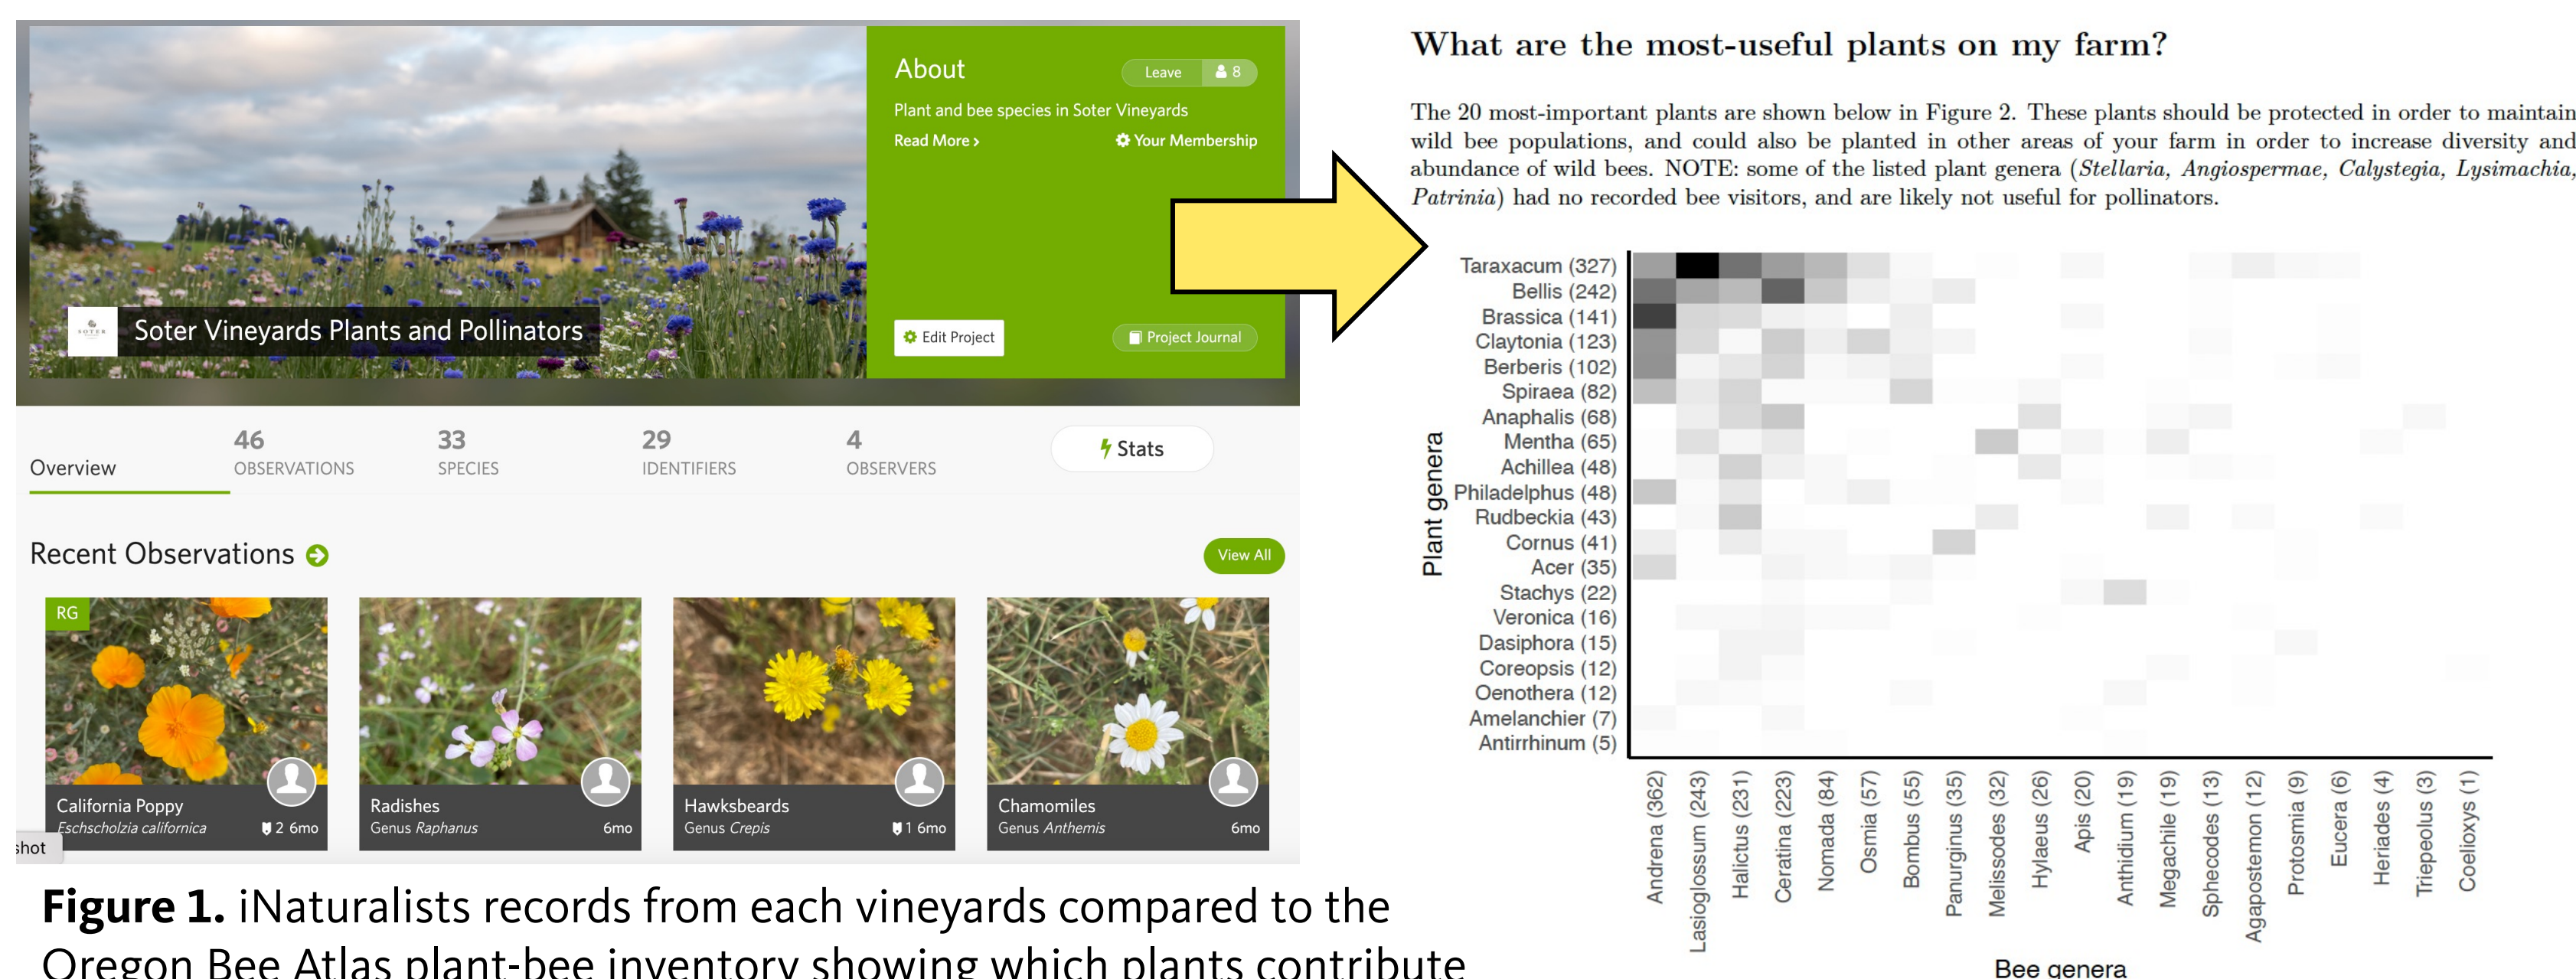 About
Leave 8
Plant and bee species in Soter Vineyards
Read More ›
Your Membership
SOTER
Soter Vineyards Plants and Pollinators
Edit Project
Project Journal
Overview
46
OBSERVATIONS
33
SPECIES
29
IDENTIFIERS
4
OBSERVERS
Stats
Recent Observations
View All
RG
California Poppy
Eschscholzia californica
2 6mo
Radishes
Genus Raphanus
6mo
Hawksbeards
Genus Crepis
1 6mo
Chamomiles
Genus Anthemis
6mo
shot
Figure 1. iNaturalists records from each vineyards compared to the
Oregon Bee Atlas plant-bee inventory showing which plants contribute
What are the most-useful plants on my farm?
The 20 most-important plants are shown below in Figure 2. These plants should be protected in order to maintain
wild bee populations, and could also be planted in other areas of your farm in order to increase diversity and
abundance of wild bees. NOTE: some of the listed plant genera (Stellaria, Angiospermae, Calystegia, Lysimachia,
Patrinia) had no recorded bee visitors, and are likely not useful for pollinators.
Plant genera
Taraxacum (327)
Bellis (242)
Brassica (141)
Claytonia (123)
Berberis (102)
Spiraea (82)
Anaphalis (68)
Mentha (65)
Achillea (48)
Philadelphus (48)
Rudbeckia (43)
Cornus (41)
Acer (35)
Stachys (22)
Veronica (16)
Dasiphora (15)
Coreopsis (12)
Oenothera (12)
Amelanchier (7)
Antirrhinum (5)
Andrena (362)
Lasioglossum (243)
Halictus (231)
Ceratina (223)
Nomada (84)
Osmia (57)
Bombus (55)
Panurginus (35)
Melissodes (32)
Hylaeus (26)
Apis (20)
Anthidium (19)
Megachile (19)
Sphecodes (13)
Agapostemon (12)
Protosmia (9)
Eucera (6)
Heriades (4)
Triepeolus (3)
Coelioxys (1)
Bee genera